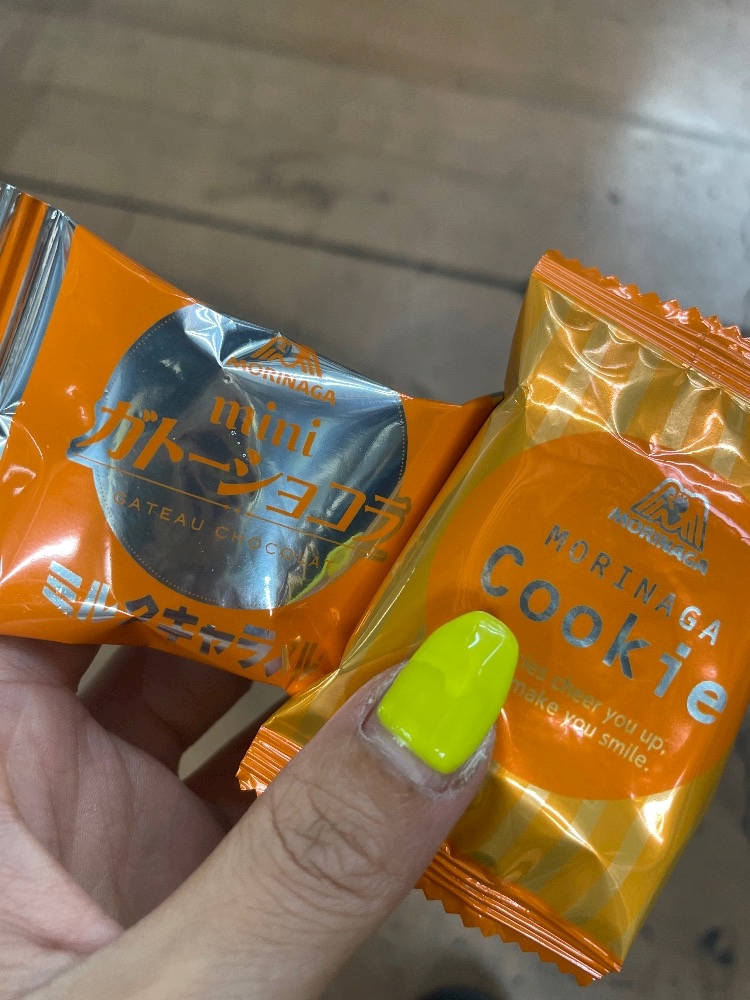 MORINAGA
mini
ガトーショコラ
GATEAU CHOCOLAT
ミルクキャラメル
MORINAGA
MORINAGA
Cookie
cheer you up,
make you smile.